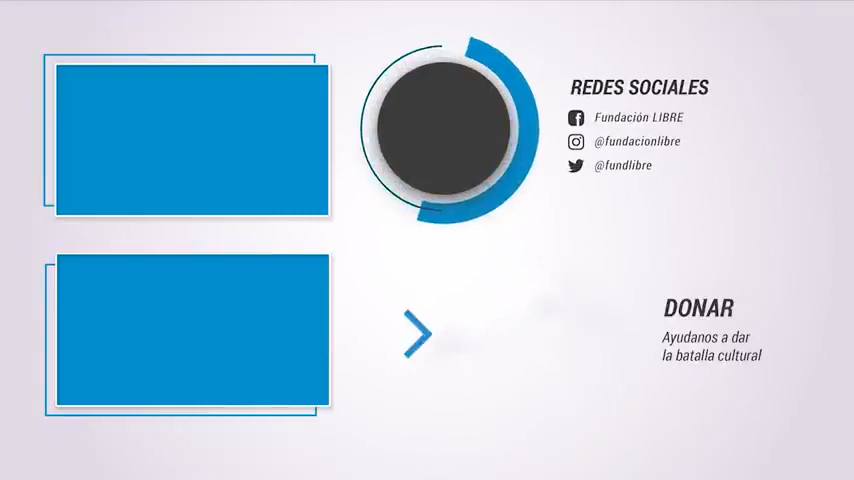 REDES SOCIALES
Fundación LIBRE
@fundacionlibre
@fundlibre
DONAR
Ayudanos a dar
la batalla cultural